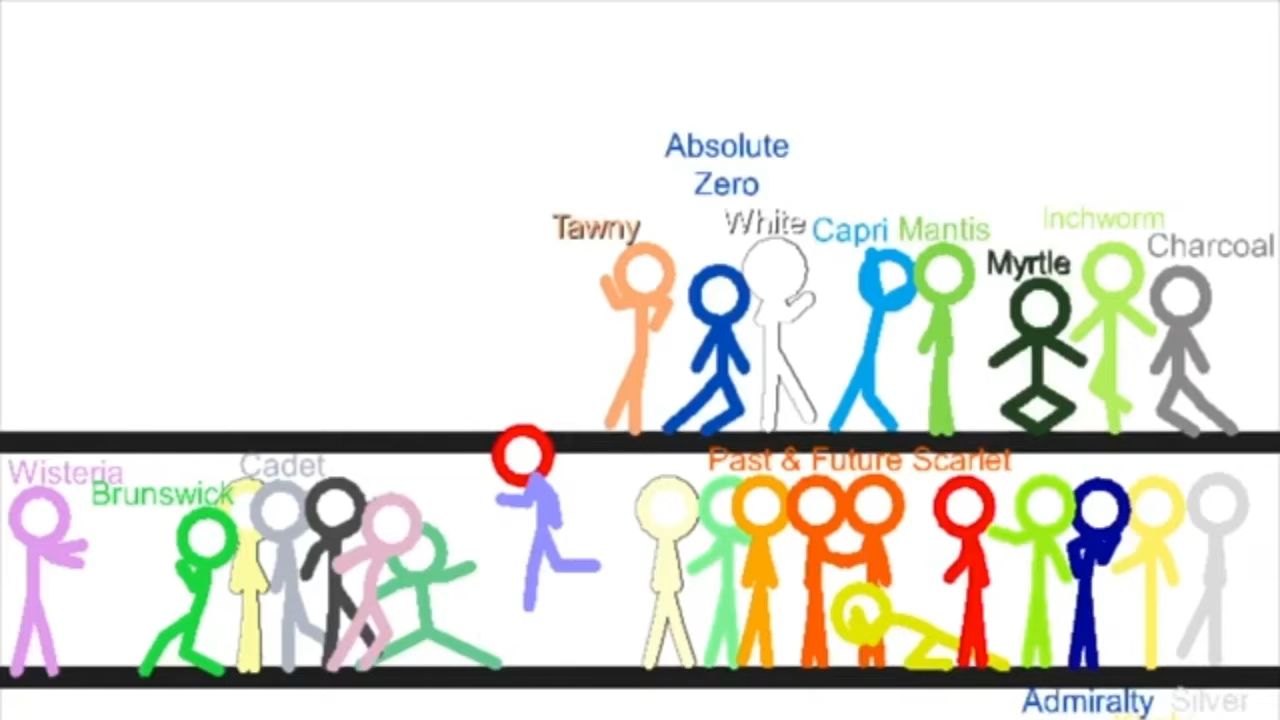 Absolute
Zero
Tawny
White
Capri
Mantis
Inchworm
Myrtle
Charcoal
Wisteria
Brunswick
Cadet
Past & Future Scarlet
Admiralty
Silver